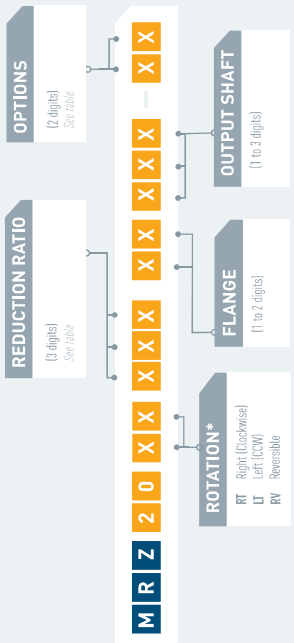 REDUCTION RATIO
(3 digits)
See table
OPTIONS
(2 digits)
See table
M R Z 2 0 X X X X X X X X X X — X X
ROTATION*
RT Right (Clockwise)
LT Left (CCW)
RV Reversible
FLANGE
(1 to 2 digits)
OUTPUT SHAFT
(1 to 3 digits)